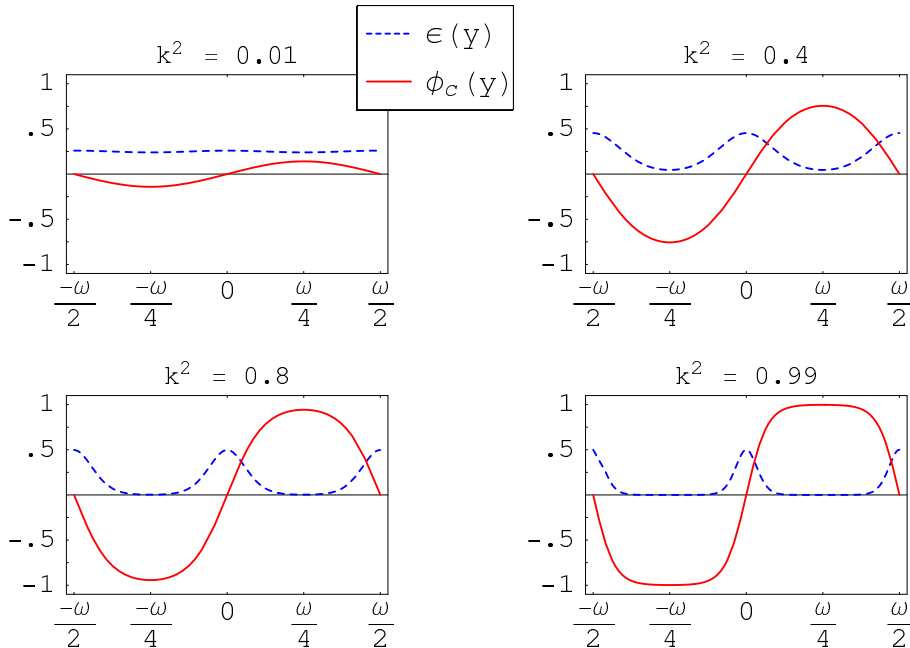 ∈(y)
ϕ_c(y)
k² = 0.01
1
.5
-.5
-1
-ω/2
-ω/4
0
ω/4
ω/2
k² = 0.4
1
.5
-.5
-1
-ω/2
-ω/4
0
ω/4
ω/2
k² = 0.8
1
.5
-.5
-1
-ω/2
-ω/4
0
ω/4
ω/2
k² = 0.99
1
.5
-.5
-1
-ω/2
-ω/4
0
ω/4
ω/2